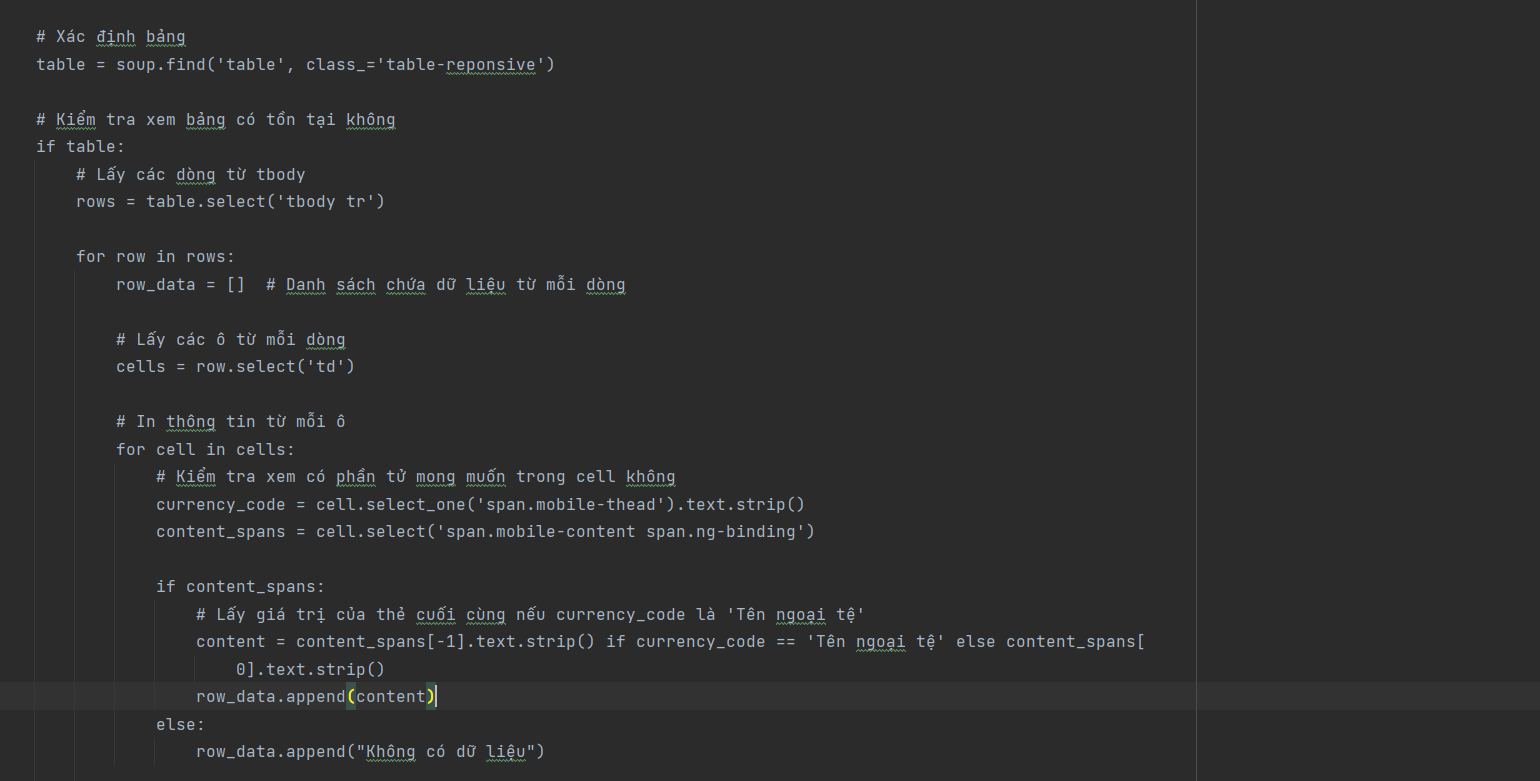 # Xác định bảng
table = soup.find('table', class_='table-reponsive')
# Kiểm tra xem bảng có tồn tại không
if table:
# Lấy các dòng từ tbody
rows = table.select('tbody tr')
for row in rows:
row_data = []  # Danh sách chứa dữ liệu từ mỗi dòng
# Lấy các ô từ mỗi dòng
cells = row.select('td')
# In thông tin từ mỗi ô
for cell in cells:
# Kiểm tra xem có phần tử mong muốn trong cell không
currency_code = cell.select_one('span.mobile-thead').text.strip()
content_spans = cell.select('span.mobile-content span.ng-binding')
if content_spans:
# Lấy giá trị của thẻ cuối cùng nếu currency_code là 'Tên ngoại tệ'
content = content_spans[-1].text.strip() if currency_code == 'Tên ngoại tệ' else content_spans[
0].text.strip()
row_data.append(content)
else:
row_data.append("Không có dữ liệu")